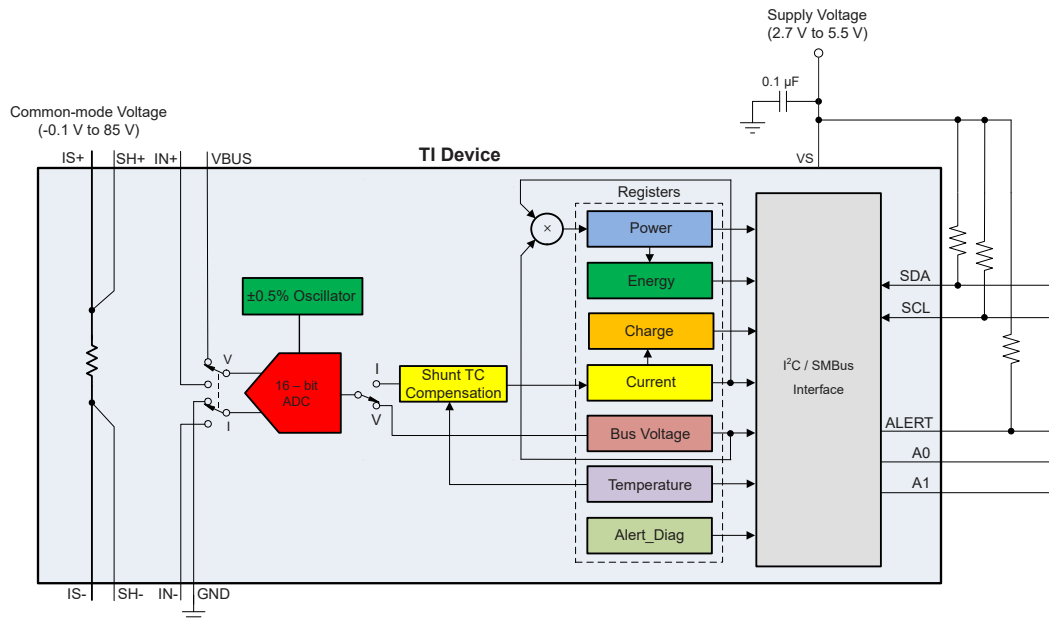 Supply Voltage
(2.7 V to 5.5 V)
0.1 µF
Common-mode Voltage
(-0.1 V to 85 V)
IS+
SH+
IN+
VBUS
TI Device
VS
Registers
×
Power
Energy
Charge
Current
Bus Voltage
Temperature
Alert_Diag
±0.5% Oscillator
16 – bit
ADC
V
I
I
V
Shunt TC
Compensation
I²C / SMBus
Interface
SDA
SCL
ALERT
A0
A1
IS-
SH-
IN-
GND